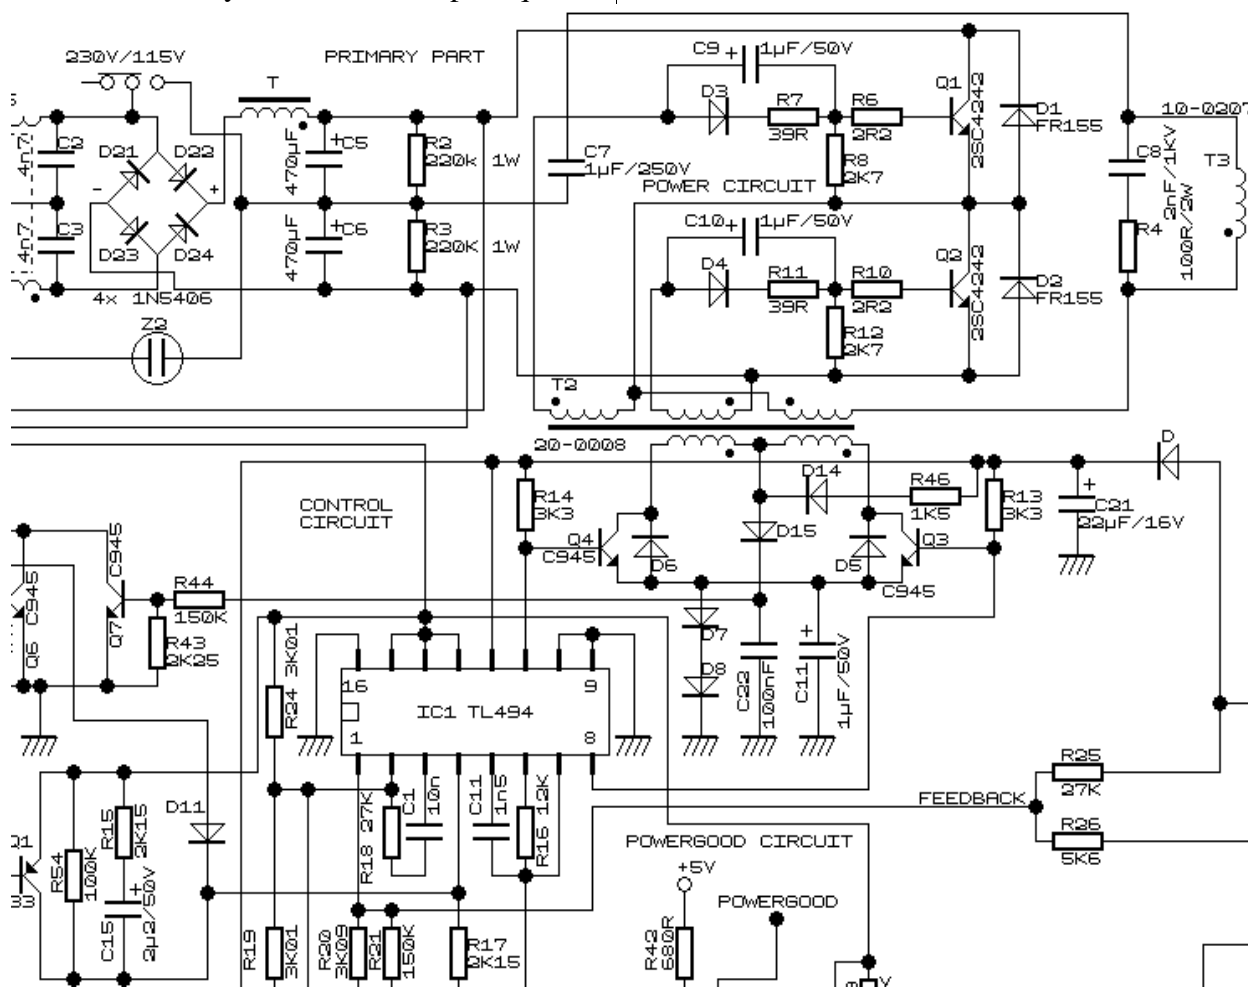 230V/115V
PRIMARY PART
T
C9
1µF/50V
D3
R7
39R
R6
2R2
Q1
2SC4242
D1
FR155
10-0207
C2
4n7
D21
D22
-
+
470µF
C5
R2
220k 1W
C7
1µF/250V
R8
2K7
POWER CIRCUIT
C8
2nF/1KV
T3
C3
4n7
D23
D24
470µF
C6
R3
220K 1W
C10
1µF/50V
D4
R11
39R
R10
2R2
Q2
2SC4242
D2
FR155
R4
100R/2W
4x 1N5406
Z2
R12
2K7
T2
20-0008
D
CONTROL
CIRCUIT
R14
3K3
D14
R46
1K5
R13
3K3
C21
22µF/16V
Q4
C945
D6
D15
D5
Q3
C945
C945
Q7
C945
Q6
R44
150K
R43
2K25
3K01
R24
D7
D8
C22
100nF
C11
1µF/50V
16
9
IC1 TL494
1
8
R25
27K
FEEDBACK
R26
5K6
D11
R15
2K15
R18 27K
C1
10n
C11
1n5
R16 12K
POWERGOOD CIRCUIT
+5V
POWERGOOD
Q1
R54
100K
C15
2µ2/50V
R19
3K01
R20
3K09
R21
150K
R17
2K15
R42
680R